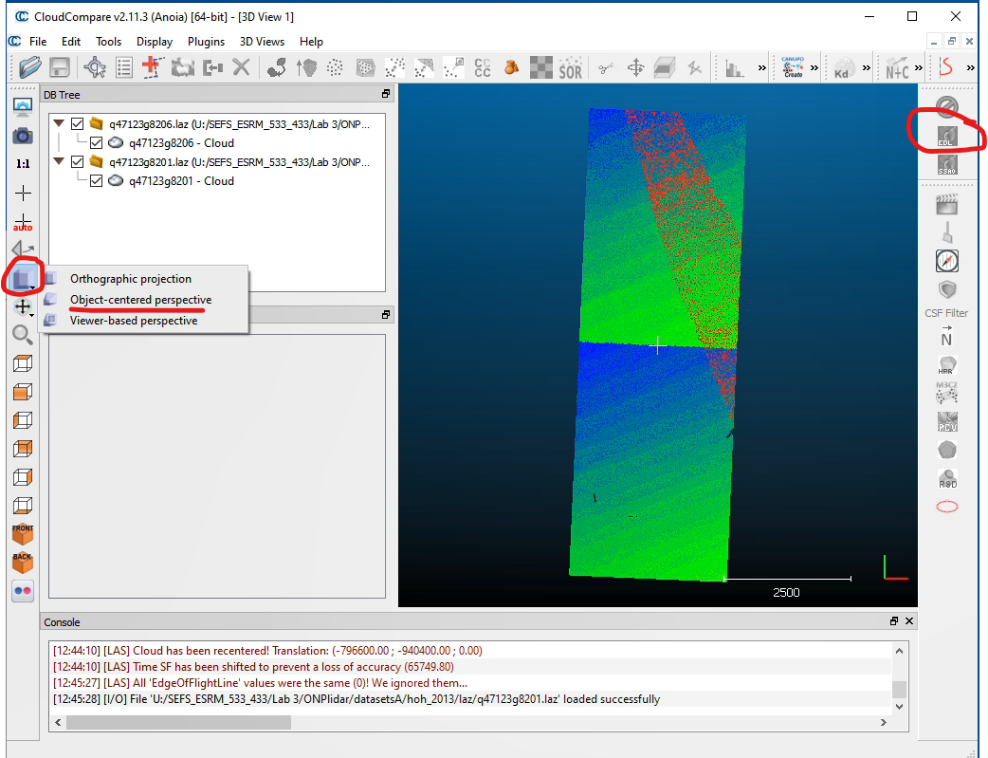 CloudCompare v2.11.3 (Anoia) [64-bit] - [3D View 1]
File Edit Tools Display Plugins 3D Views Help
SOR
CANUPO
Create
Kd
N+C
DB Tree
q47123g8206.laz (U:/SEFS_ESRM_533_433/Lab 3/ONP...
q47123g8206 - Cloud
q47123g8201.laz (U:/SEFS_ESRM_533_433/Lab 3/ONP...
q47123g8201 - Cloud
1:1
auto
Orthographic projection
Object-centered perspective
Viewer-based perspective
FRONT
BACK
2500
EDL
SSAO
CSF Filter
N
HPR
M3C2
PCV
RSD
Console
[12:44:10] [LAS] Cloud has been recentered! Translation: (-796600.00 ; -940400.00 ; 0.00)
[12:44:10] [LAS] Time SF has been shifted to prevent a loss of accuracy (65749.80)
[12:45:27] [LAS] All 'EdgeOfFlightLine' values were the same (0)! We ignored them...
[12:45:28] [I/O] File 'U:/SEFS_ESRM_533_433/Lab 3/ONPlidar/datasetsA/hoh_2013/laz/q47123g8201.laz' loaded successfully